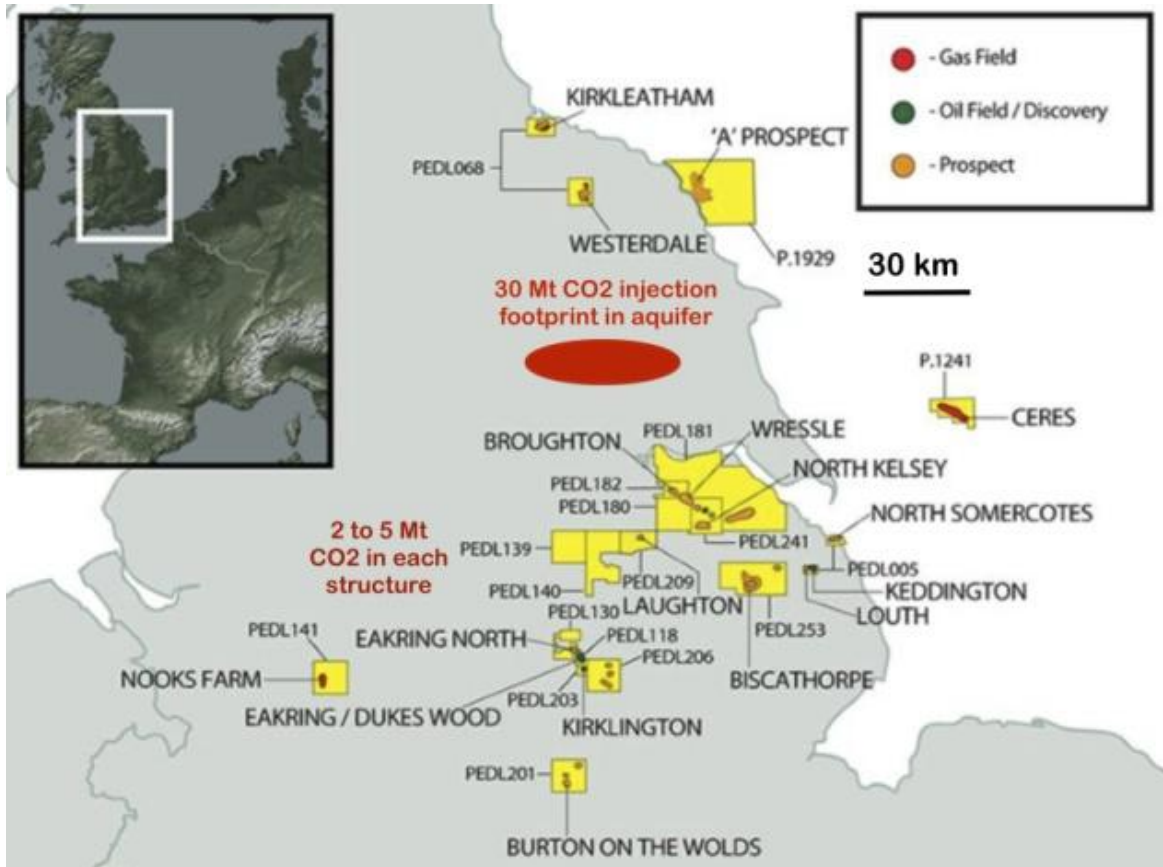 - Gas Field
- Oil Field / Discovery
- Prospect
KIRKLEATHAM
'A' PROSPECT
PEDL068
WESTERDALE
P.1929
30 km
30 Mt CO2 injection
footprint in aquifer
P.1241
CERES
PEDL181
WRESSLE
BROUGHTON
NORTH KELSEY
PEDL182
PEDL180
NORTH SOMERCOTES
2 to 5 Mt
CO2 in each
structure
PEDL139
PEDL241
PEDL005
PEDL209
KEDDINGTON
PEDL140
LAUGHTON
LOUTH
PEDL130
PEDL253
PEDL141
EAKRING NORTH
PEDL118
PEDL206
NOOKS FARM
BISCATHORPE
PEDL203
EAKRING / DUKES WOOD
KIRKLINGTON
PEDL201
BURTON ON THE WOLDS